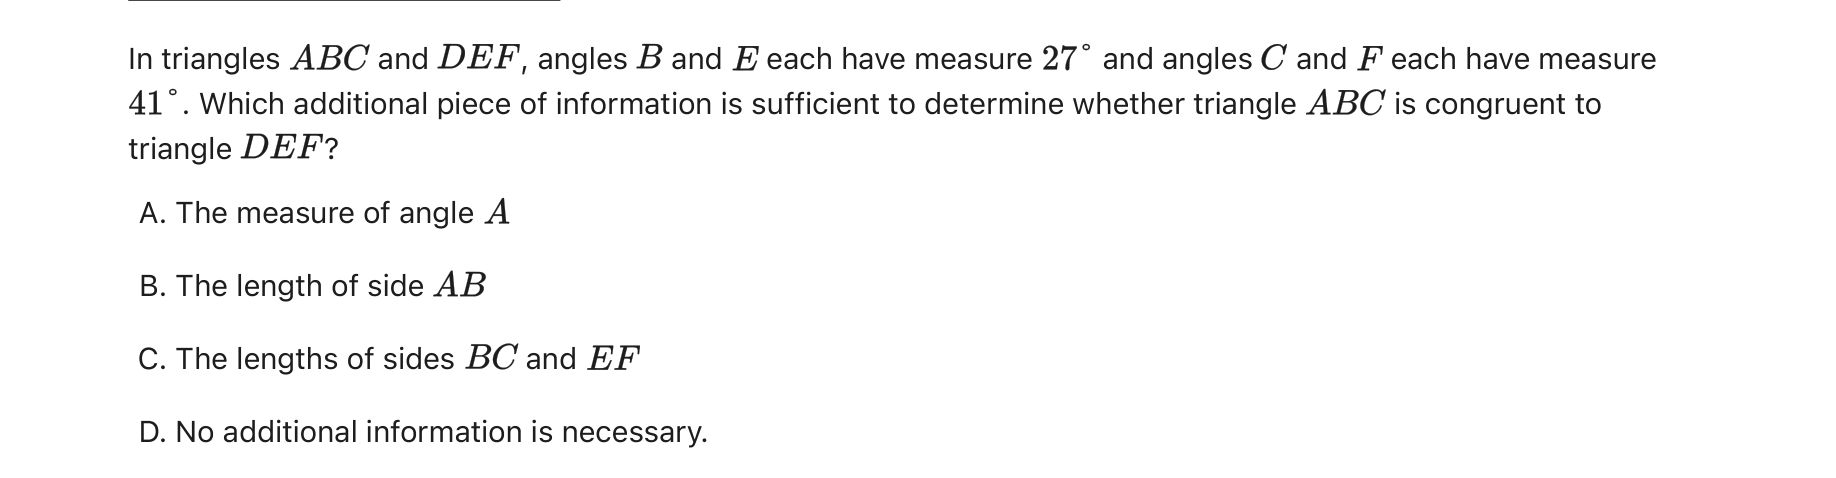 In triangles ABC and DEF, angles B and E each have measure 27° and angles C and F each have measure
41°. Which additional piece of information is sufficient to determine whether triangle ABC is congruent to
triangle DEF?
A. The measure of angle A
B. The length of side AB
C. The lengths of sides BC and EF
D. No additional information is necessary.